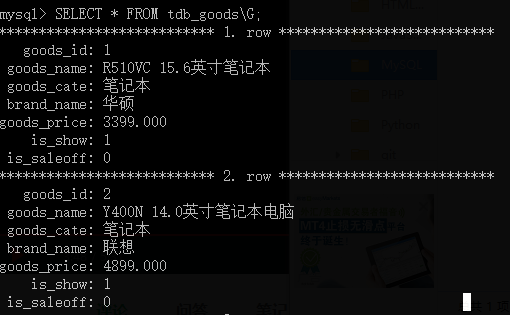 mysql> SELECT * FROM tdb_goods\G;
*************************** 1. row ***************************
goods_id: 1
goods_name: R510VC 15.6英寸笔记本
goods_cate: 笔记本
brand_name: 华硕
goods_price: 3399.000
is_show: 1
is_saleoff: 0
*************************** 2. row ***************************
goods_id: 2
goods_name: Y400N 14.0英寸笔记本电脑
goods_cate: 笔记本
brand_name: 联想
goods_price: 4899.000
is_show: 1
is_saleoff: 0